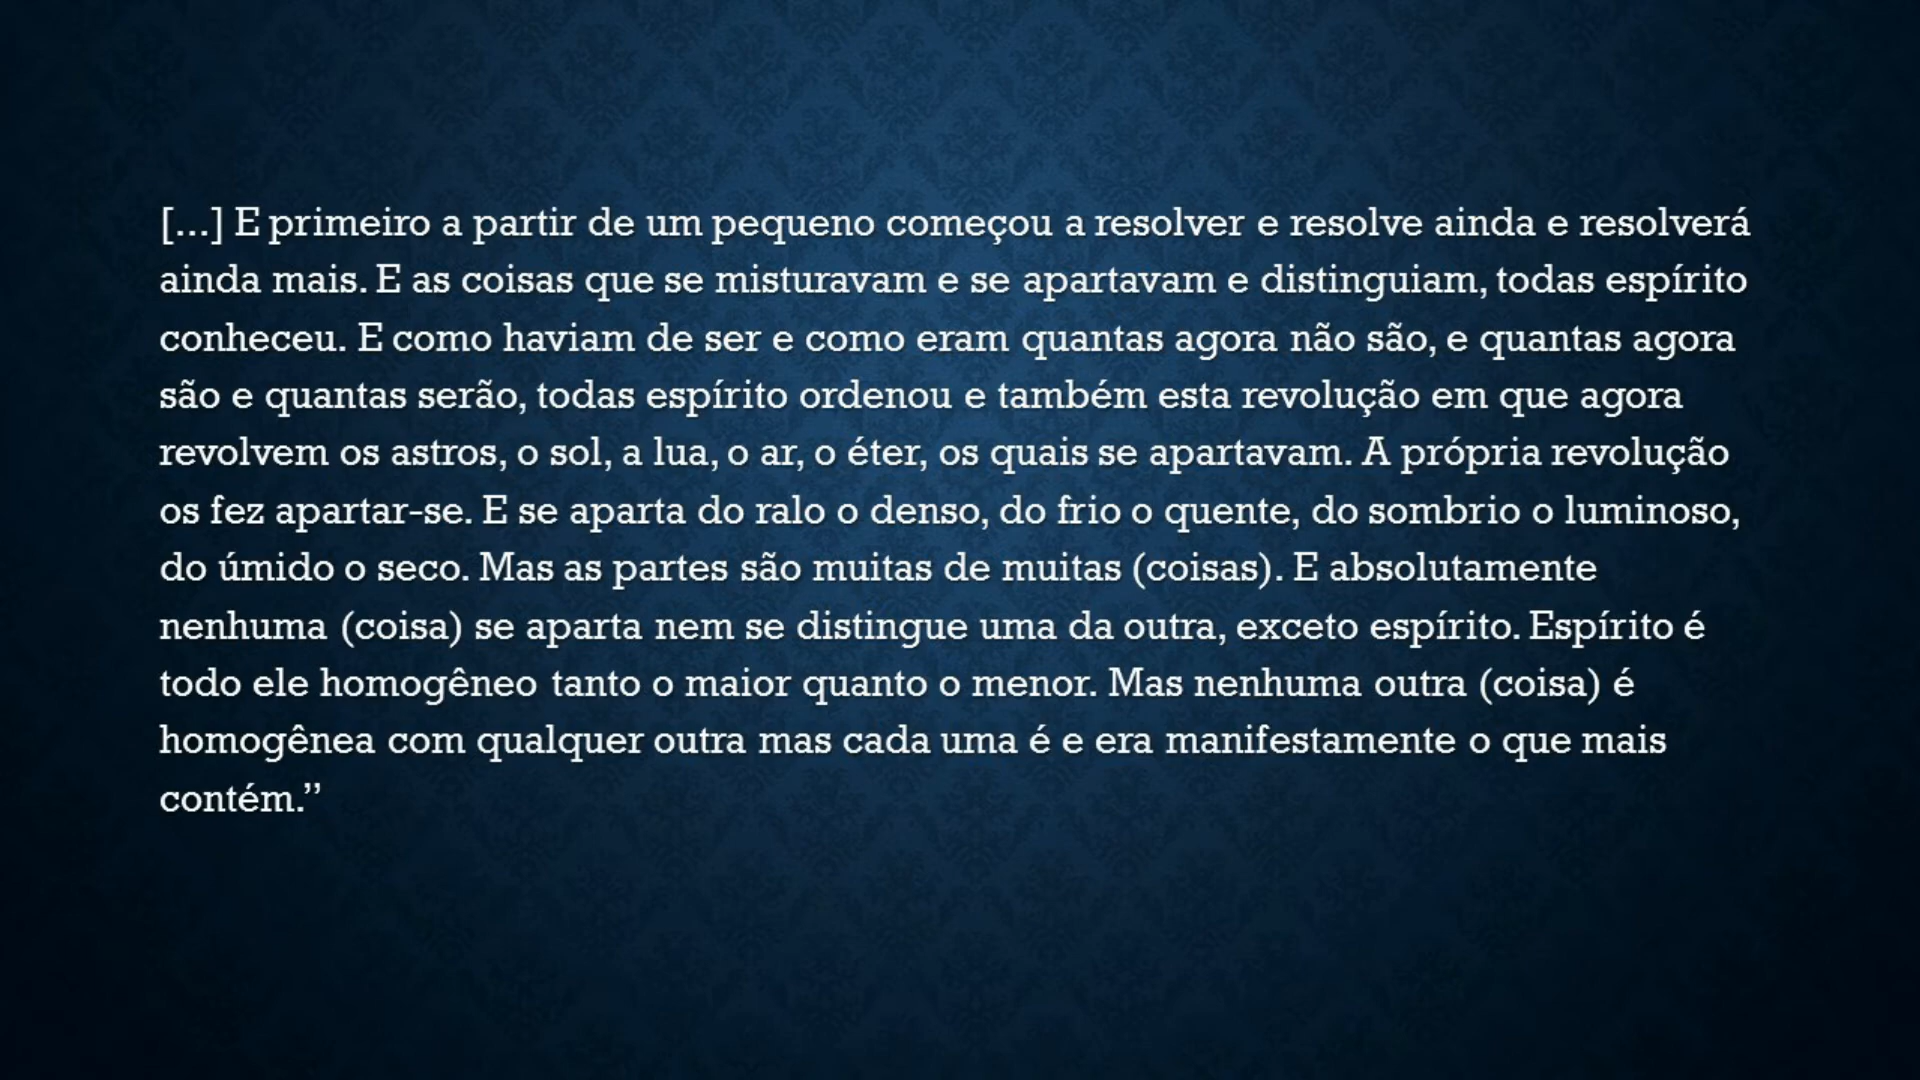 [...] E primeiro a partir de um pequeno começou a resolver e resolve ainda e resolverá
ainda mais. E as coisas que se misturavam e se apartavam e distinguiam, todas espírito
conheceu. E como haviam de ser e como eram quantas agora não são, e quantas agora
são e quantas serão, todas espírito ordenou e também esta revolução em que agora
revolvem os astros, o sol, a lua, o ar, o éter, os quais se apartavam. A própria revolução
os fez apartar-se. E se aparta do ralo o denso, do frio o quente, do sombrio o luminoso,
do úmido o seco. Mas as partes são muitas de muitas (coisas). E absolutamente
nenhuma (coisa) se aparta nem se distingue uma da outra, exceto espírito. Espírito é
todo ele homogêneo tanto o maior quanto o menor. Mas nenhuma outra (coisa) é
homogênea com qualquer outra mas cada uma é e era manifestamente o que mais
contém.”